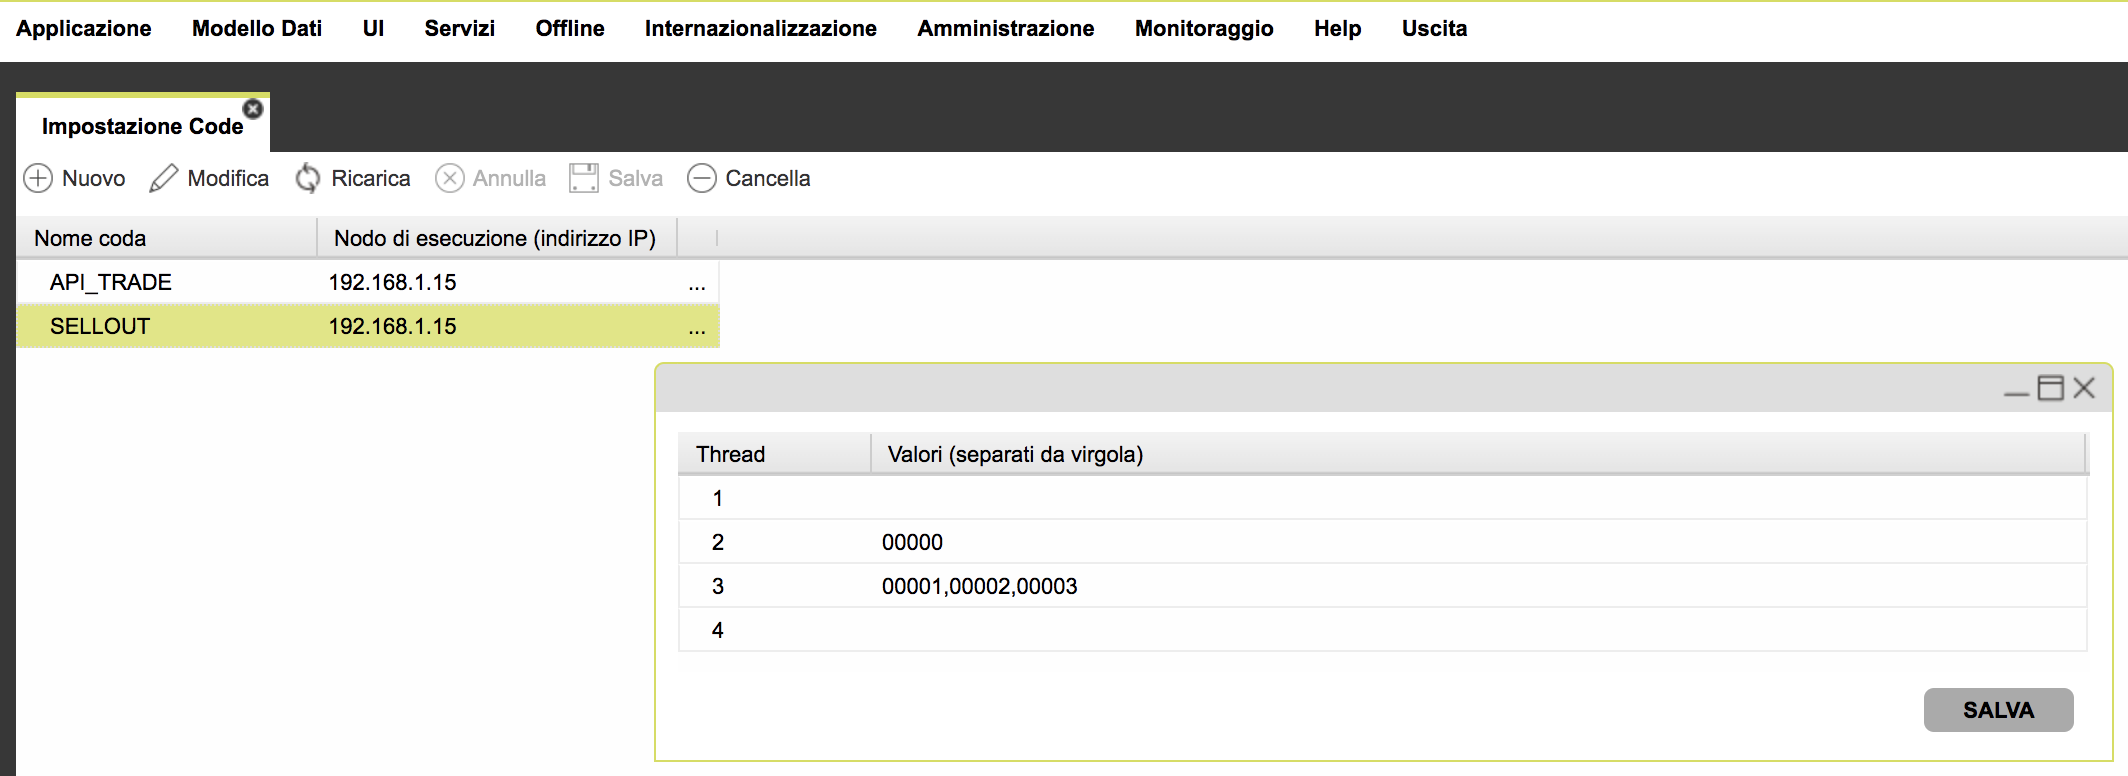 Applicazione Modello Dati UI Servizi Offline Internazionalizzazione Amministrazione Monitoraggio Help Uscita
Impostazione Code
Nuovo Modifica Ricarica Annulla Salva Cancella
Nome coda Nodo di esecuzione (indirizzo IP)
API_TRADE 192.168.1.15 ...
SELLOUT 192.168.1.15 ...
Thread Valori (separati da virgola)
1
2 00000
3 00001,00002,00003
4
SALVA